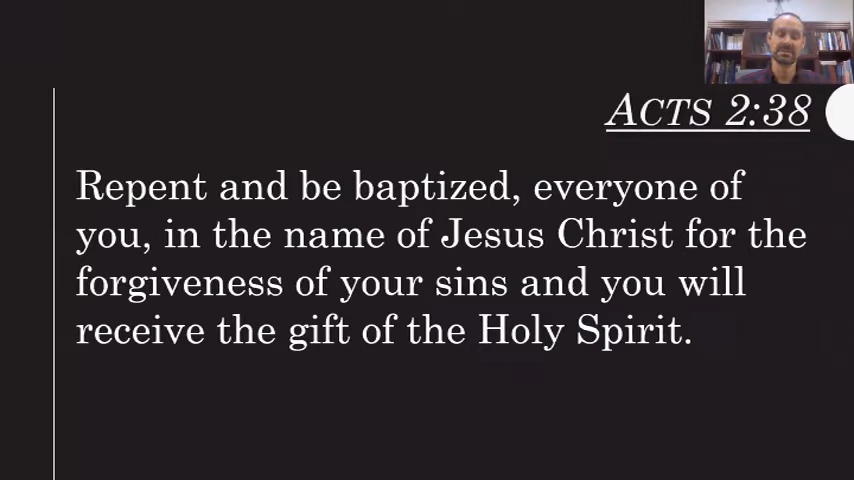 ACTS 2:38
Repent and be baptized, everyone of
you, in the name of Jesus Christ for the
forgiveness of your sins and you will
receive the gift of the Holy Spirit.